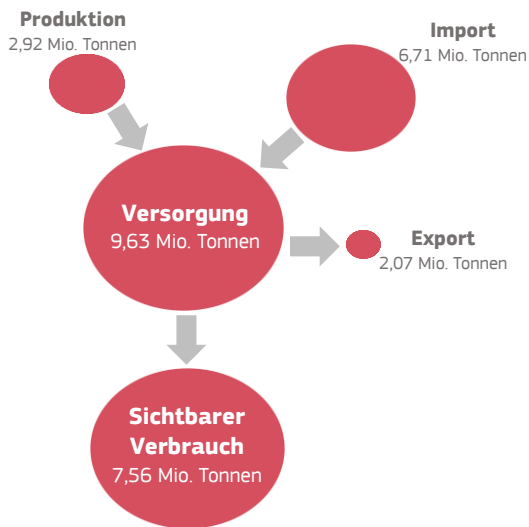 Produktion
2,92 Mio. Tonnen
Import
6,71 Mio. Tonnen
Versorgung
9,63 Mio. Tonnen
Export
2,07 Mio. Tonnen
Sichtbarer
Verbrauch
7,56 Mio. Tonnen